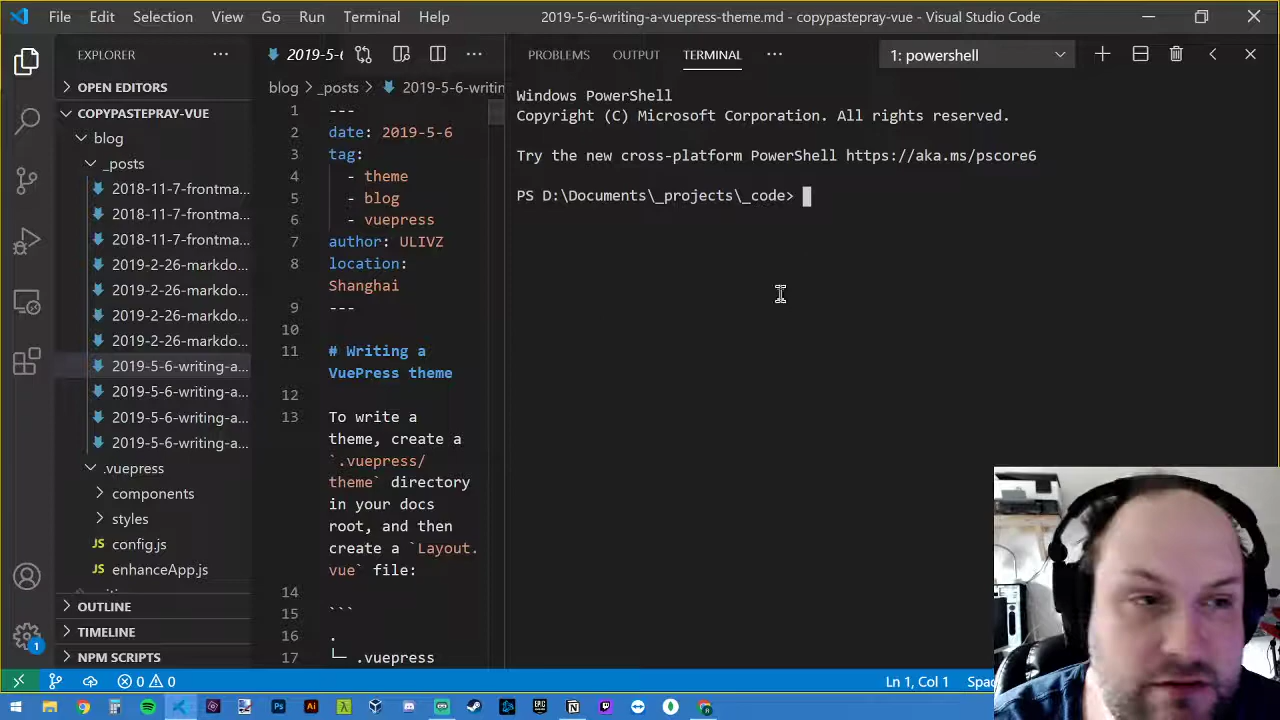 File Edit Selection View Go Run Terminal Help 2019-5-6-writing-a-vuepress-theme.md - copypastepray-vue - Visual Studio Code
EXPLORER
OPEN EDITORS
COPYPASTEPRAY-VUE
blog
_posts
2018-11-7-frontma...
2018-11-7-frontma...
2018-11-7-frontma...
2019-2-26-markdo...
2019-2-26-markdo...
2019-2-26-markdo...
2019-2-26-markdo...
2019-5-6-writing-a...
2019-5-6-writing-a...
2019-5-6-writing-a...
2019-5-6-writing-a...
.vuepress
components
styles
JS config.js
JS enhanceApp.js
OUTLINE
TIMELINE
NPM SCRIPTS
1
blog > _posts > 2019-5-6-writin
1 ---
2 date: 2019-5-6
3 tag:
4 - theme
5 - blog
6 - vuepress
7 author: ULIVZ
8 location:
Shanghai
9 ---
10
11 # Writing a
VuePress theme
12
13 To write a
theme, create a
`.vuepress/
theme` directory
in your docs
root, and then
create a `Layout.
vue` file:
14
15 ```
16 .
17 └─ .vuepress
PROBLEMS OUTPUT TERMINAL ... 1: powershell
Windows PowerShell
Copyright (C) Microsoft Corporation. All rights reserved.
Try the new cross-platform PowerShell https://aka.ms/pscore6
PS D:\Documents\_projects\_code>
0 0 Ln 1, Col 1
Ps Ai
EPIC